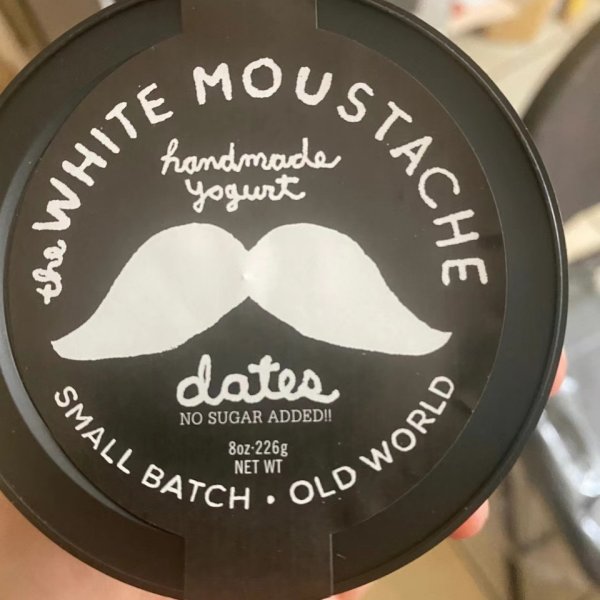 the WHITE MOUSTACHE
handmade
yogurt
dates
NO SUGAR ADDED!!
8oz·226g
NET WT
SMALL BATCH · OLD WORLD